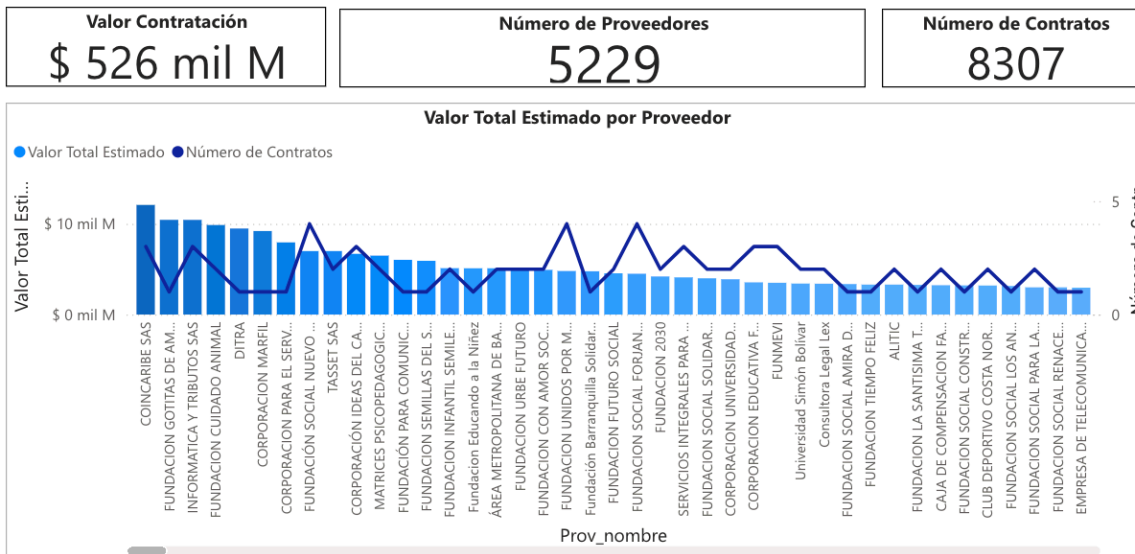 Valor Contratación
$ 526 mil M
Número de Proveedores
5229
Número de Contratos
8307
Valor Total Estimado por Proveedor
Valor Total Estimado
Número de Contratos
Valor Total Esti...
$ 10 mil M
$ 0 mil M
5
0
COINCARIBE SAS
FUNDACION GOTITAS DE AM...
INFORMATICA Y TRIBUTOS SAS
FUNDACION CUIDADO ANIMAL
DITRA
CORPORACION MARFIL
CORPORACION PARA EL SERV...
FUNDACIÓN SOCIAL NUEVO ...
TASSET SAS
CORPORACIÓN IDEAS DEL CA...
MATRICES PSICOPEDAGOGIC...
FUNDACIÓN PARA COMUNIC...
FUNDACION SEMILLAS DEL S...
FUNDACION INFANTIL SEMILE...
Fundacion Educando a la Niñez
ÁREA METROPOLITANA DE BA...
FUNDACION URBE FUTURO
FUNDACION CON AMOR SOC...
FUNDACION UNIDOS POR M...
Fundación Barranquilla Solidar...
FUNDACION FUTURO SOCIAL
FUNDACION SOCIAL FORJAN...
FUNDACION 2030
SERVICIOS INTEGRALES PARA ...
FUNDACION SOCIAL SOLIDAR...
CORPORACION UNIVERSIDAD...
CORPORACION EDUCATIVA F...
FUNMEVI
Universidad Simón Bolívar
Consultora Legal Lex
FUNDACION SOCIAL AMIRA D...
FUNDACION TIEMPO FELIZ
ALITIC
FUNDACION LA SANTISIMA T...
CAJA DE COMPENSACION FA...
FUNDACION SOCIAL CONSTR...
CLUB DEPORTIVO COSTA NOR...
FUNDACION SOCIAL LOS AN...
FUNDACION SOCIAL PARA LA...
FUNDACION SOCIAL RENACE...
EMPRESA DE TELECOMUNICA...
Prov_nombre